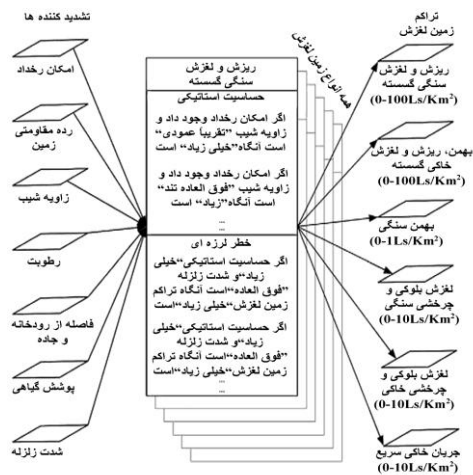 تشدید کننده ها
امکان رخداد
رده مقاومتی
زمین
زاویه شیب
رطوبت
فاصله از رودخانه
و جاده
پوشش گیاهی
شدت زلزله
همه انواع زمین لغزش
ریزش و لغزش
سنگی گسسته
حساسیت استاتیکی
اگر امکان رخداد وجود داد و
زاویه شیب "تقریبا عمودی"
است آنگاه"خیلی زیاد" است
اگر امکان رخداد وجود داد و
زاویه شیب "فوق العاده تند"
است آنگاه"زیاد" است
...
خطر لرزه ای
اگر حساسیت استاتیکی"خیلی
زیاد"و شدت زلزله
"فوق العاده"است آنگاه تراکم
زمین لغزش"خیلی زیاد"است
اگر حساسیت استاتیکی"خیلی
زیاد" و شدت زلزله
"فوق العاده"است آنگاه تراکم
زمین لغزش"خیلی زیاد"است
...
تراکم
زمین لغزش
ریزش و لغزش
سنگی گسسته
(0-100Ls/Km²)
بهمن، ریزش و لغزش
خاکی گسسته
(0-100Ls/Km²)
بهمن سنگی
(0-1Ls/Km²)
لغزش بلوکی و
چرخشی سنگی
(0-10Ls/Km²)
لغزش بلوکی و
چرخشی خاکی
(0-10Ls/Km²)
جریان خاکی سریع
(0-10Ls/Km²)